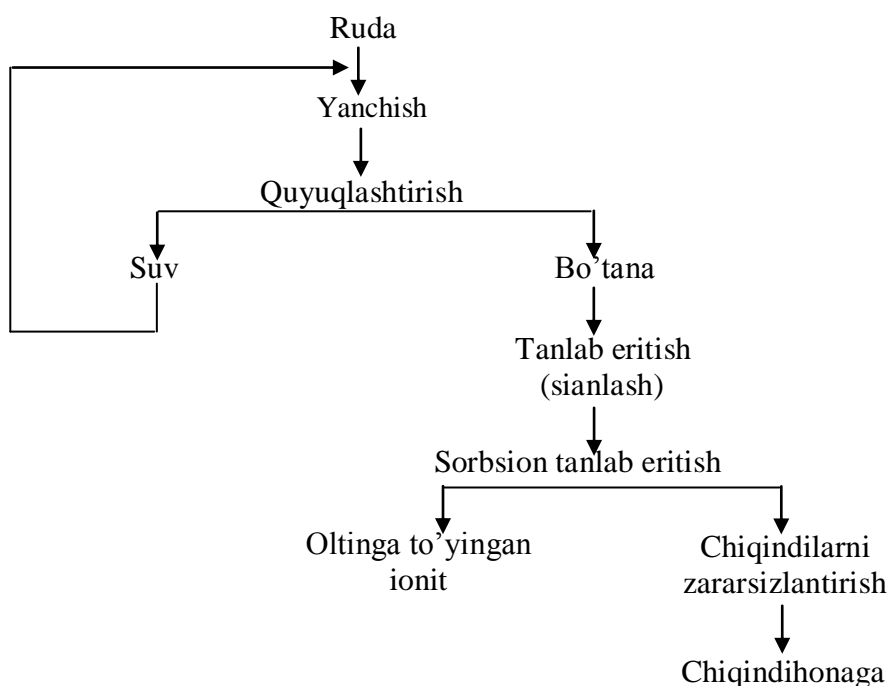 Ruda
Yanchish
Quyuqlashtirish
Suv
Bo’tana
Tanlab eritish
(sianlash)
Sorbsion tanlab eritish
Oltinga to’yingan
ionit
Chiqindilarni
zararsizlantirish
Chiqindihonaga